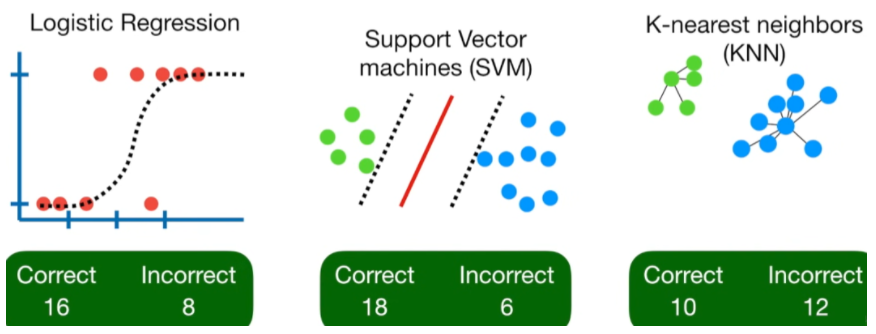 Logistic Regression
Support Vector
machines (SVM)
K-nearest neighbors
(KNN)
Correct Incorrect
16 8
Correct Incorrect
18 6
Correct Incorrect
10 12